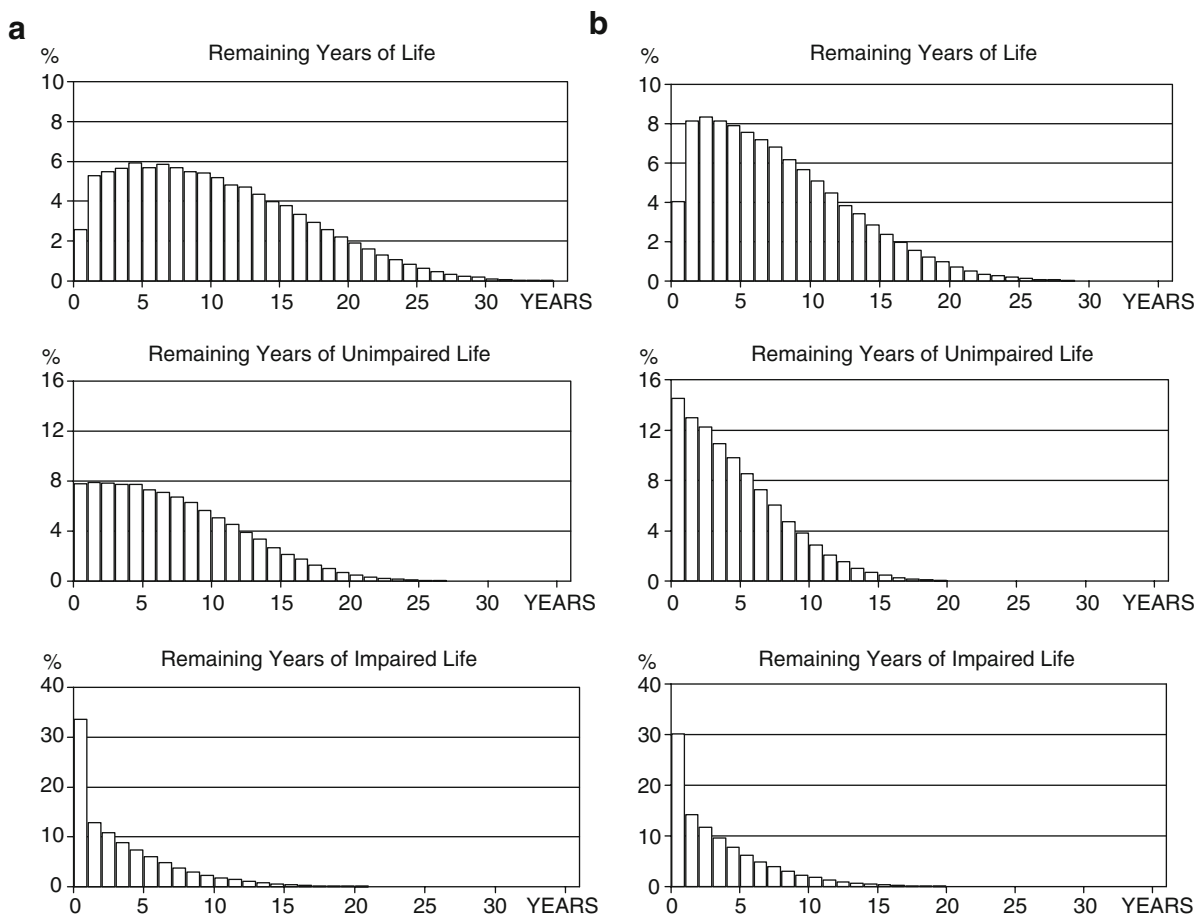 a
Remaining Years of Life
%
10
8
6
4
2
0
0 5 10 15 20 25 30 YEARS
Remaining Years of Unimpaired Life
%
16
12
8
4
0
0 5 10 15 20 25 30 YEARS
Remaining Years of Impaired Life
%
40
30
20
10
0
0 5 10 15 20 25 30 YEARS
b
Remaining Years of Life
%
10
8
6
4
2
0
0 5 10 15 20 25 30 YEARS
Remaining Years of Unimpaired Life
%
16
12
8
4
0
0 5 10 15 20 25 30 YEARS
Remaining Years of Impaired Life
%
40
30
20
10
0
0 5 10 15 20 25 30 YEARS